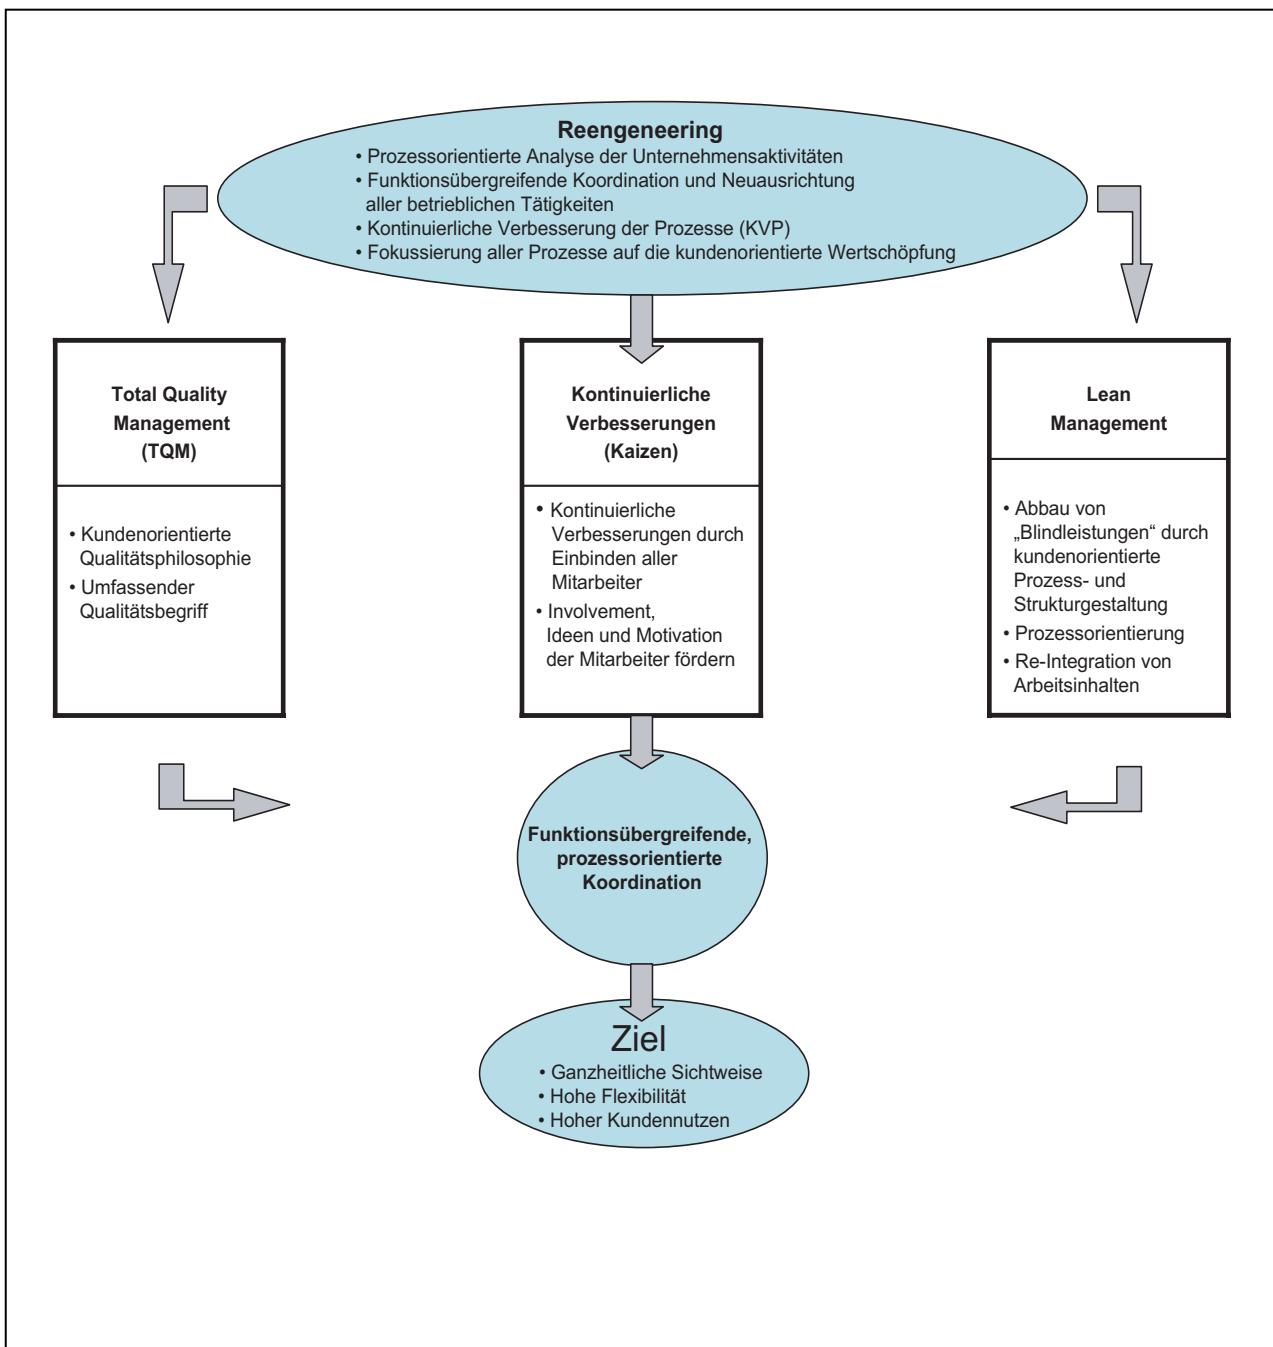 Reengeneering
• Prozessorientierte Analyse der Unternehmensaktivitäten
• Funktionsübergreifende Koordination und Neuausrichtung
aller betrieblichen Tätigkeiten
• Kontinuierliche Verbesserung der Prozesse (KVP)
• Fokussierung aller Prozesse auf die kundenorientierte Wertschöpfung
Total Quality
Management
(TQM)
• Kundenorientierte
Qualitätsphilosophie
• Umfassender
Qualitätsbegriff
Kontinuierliche
Verbesserungen
(Kaizen)
• Kontinuierliche
Verbesserungen durch
Einbinden aller
Mitarbeiter
• Involvement,
Ideen und Motivation
der Mitarbeiter fördern
Lean
Management
• Abbau von
„Blindleistungen“ durch
kundenorientierte
Prozess- und
Strukturgestaltung
• Prozessorientierung
• Re-Integration von
Arbeitsinhalten
Funktionsübergreifende,
prozessorientierte
Koordination
Ziel
• Ganzheitliche Sichtweise
• Hohe Flexibilität
• Hoher Kundennutzen